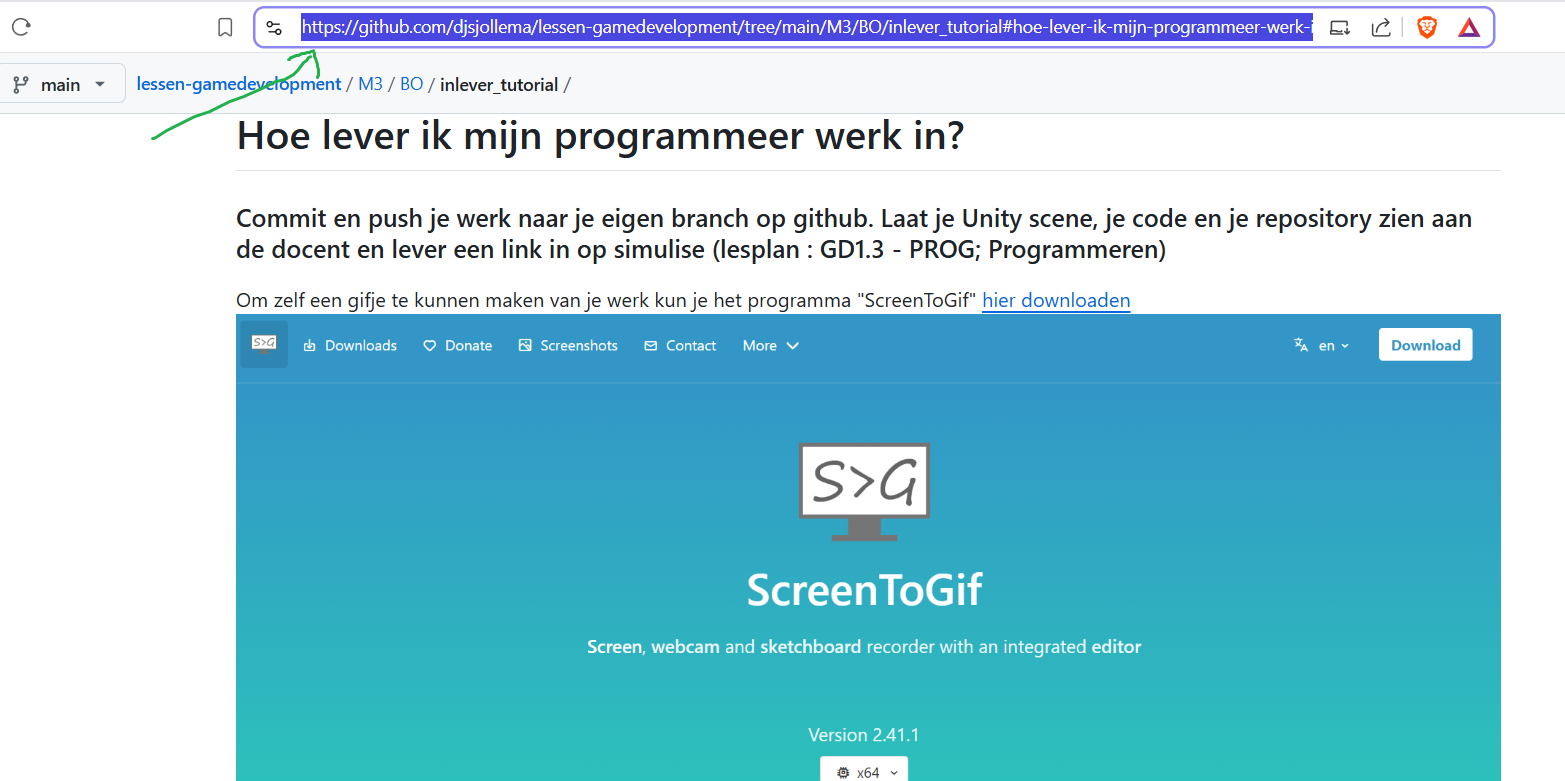 https://github.com/djsjollema/lessen-gamedevelopment/tree/main/M3/BO/inlever_tutorial#hoe-lever-ik-mijn-programmeer-werk-i
main
lessen-gamedevelopment / M3 / BO / inlever_tutorial /
Hoe lever ik mijn programmeer werk in?
Commit en push je werk naar je eigen branch op github. Laat je Unity scene, je code en je repository zien aan
de docent en lever een link in op simulise (lesplan : GD1.3 - PROG; Programmeren)
Om zelf een gifje te kunnen maken van je werk kun je het programma "ScreenToGif" hier downloaden
S>G Downloads Donate Screenshots Contact More en Download
S>G
ScreenToGif
Screen, webcam and sketchboard recorder with an integrated editor
Version 2.41.1
x64